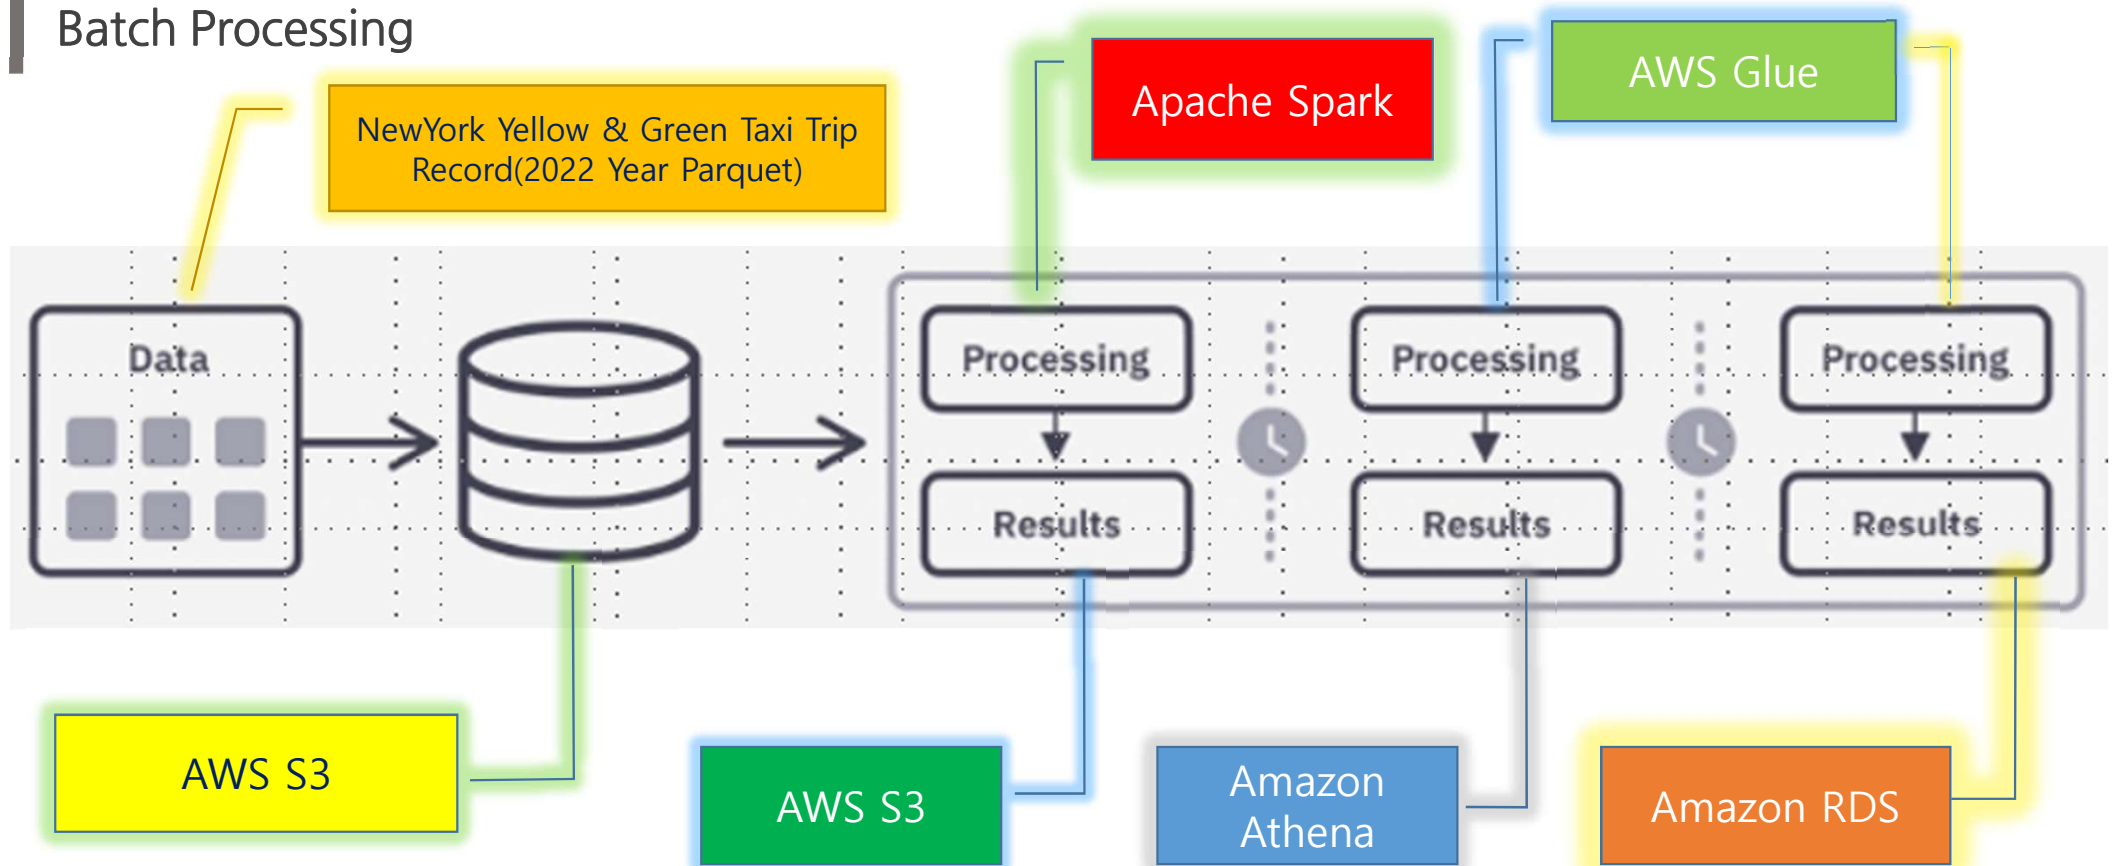 Batch Processing
NewYork Yellow & Green Taxi Trip
Record(2022 Year Parquet)
Apache Spark
AWS Glue
Data
Processing
Processing
Processing
Results
Results
Results
AWS S3
AWS S3
Amazon
Athena
Amazon RDS